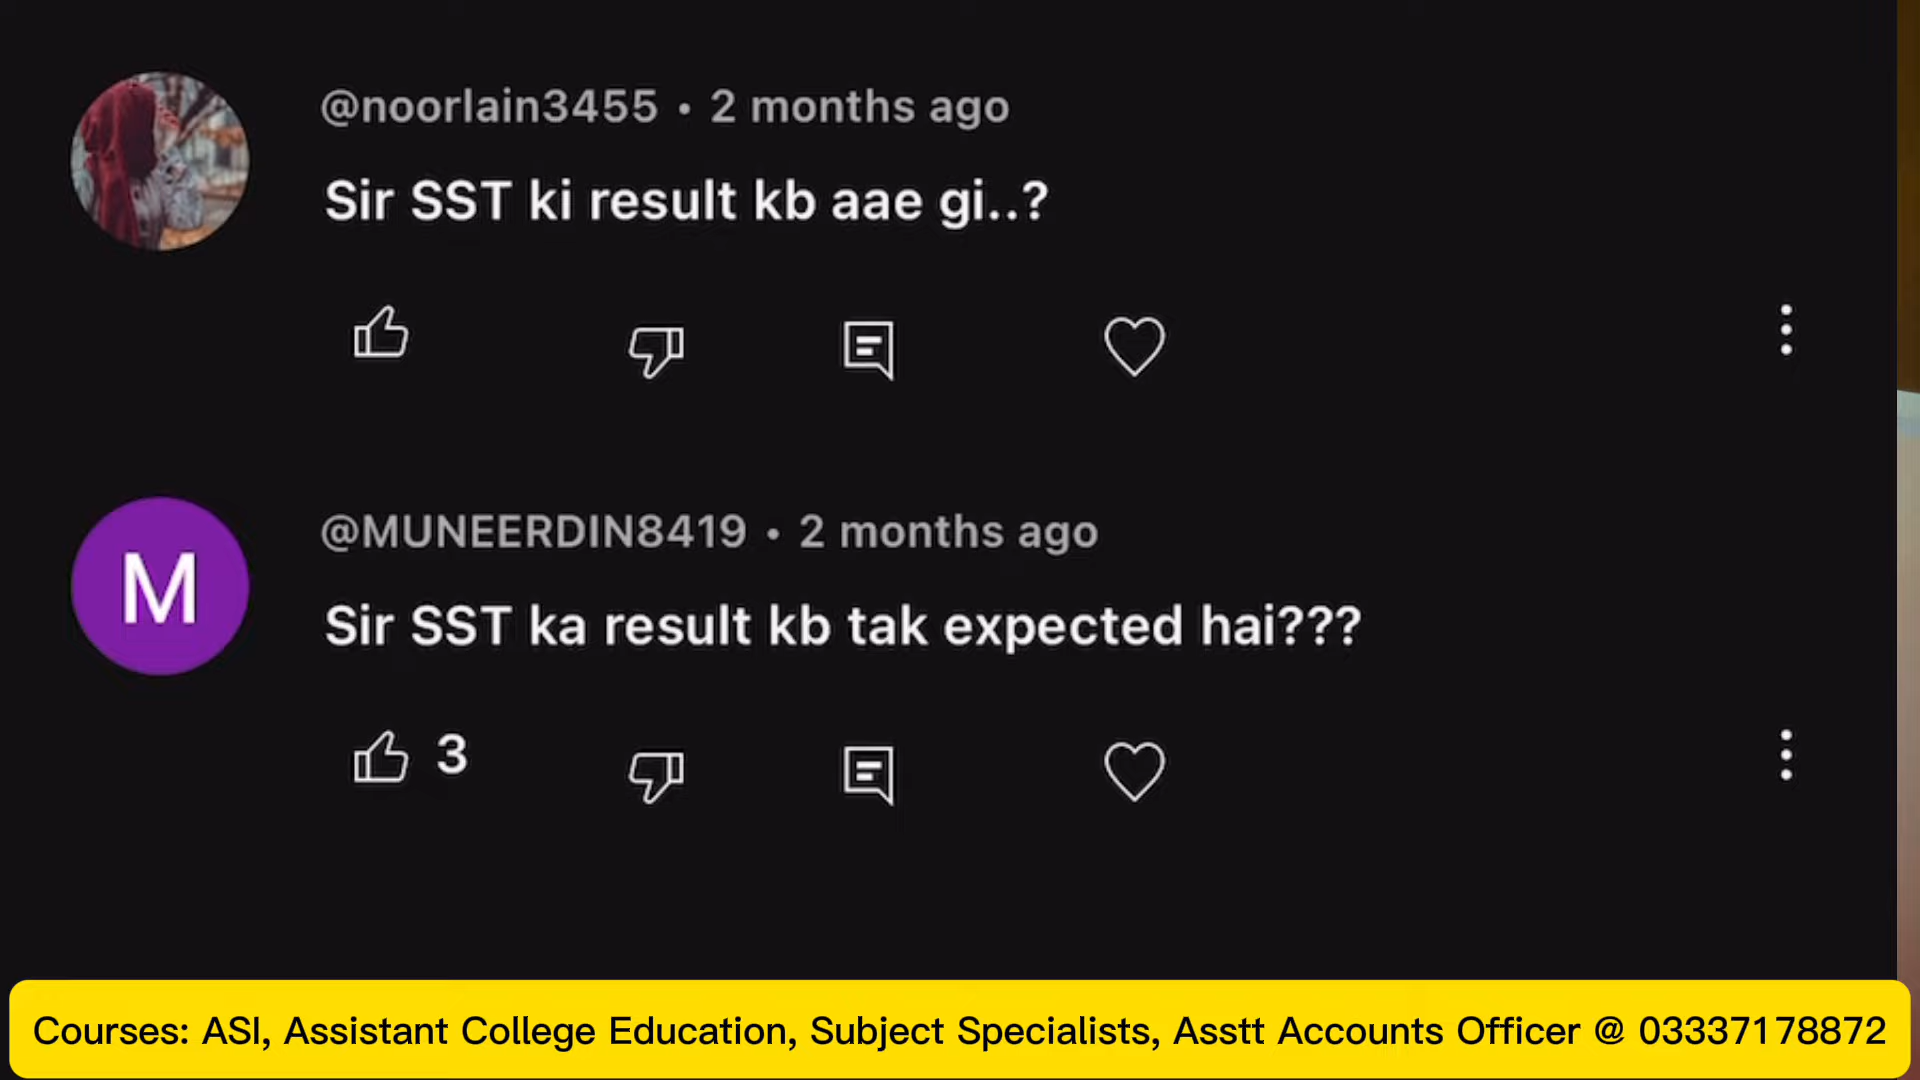 @noorlain3455 • 2 months ago
Sir SST ki result kb aae gi..?
M
@MUNEERDIN8419 • 2 months ago
Sir SST ka result kb tak expected hai???
3
Courses: ASI, Assistant College Education, Subject Specialists, Asstt Accounts Officer @ 03337178872